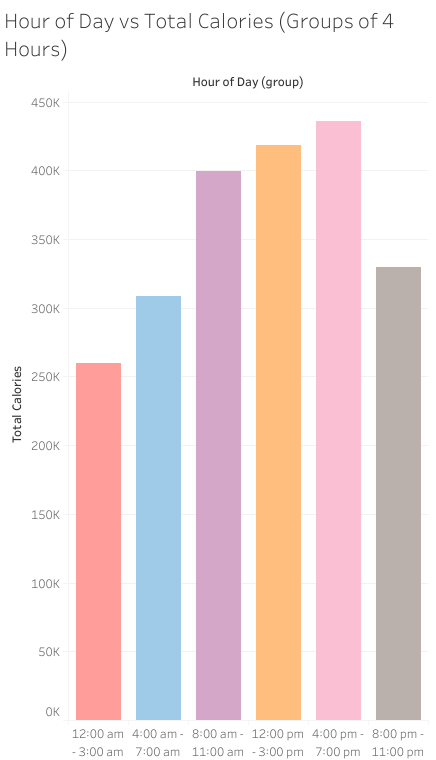 Hour of Day vs Total Calories (Groups of 4
Hours)
Hour of Day (group)
450K
400K
350K
300K
250K
200K
150K
100K
50K
0K
Total Calories
12:00 am
- 3:00 am
4:00 am -
7:00 am
8:00 am -
11:00 am
12:00 pm
- 3:00 pm
4:00 pm -
7:00 pm
8:00 pm -
11:00 pm